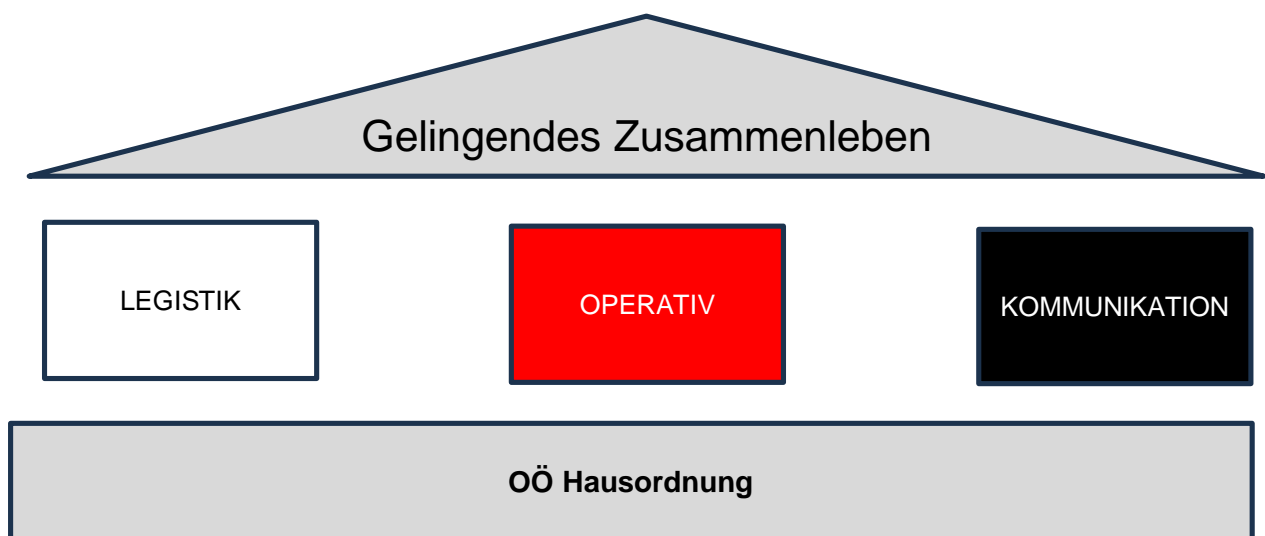 Gelingendes Zusammenleben
LEGISTIK
OPERATIV
KOMMUNIKATION
OÖ Hausordnung